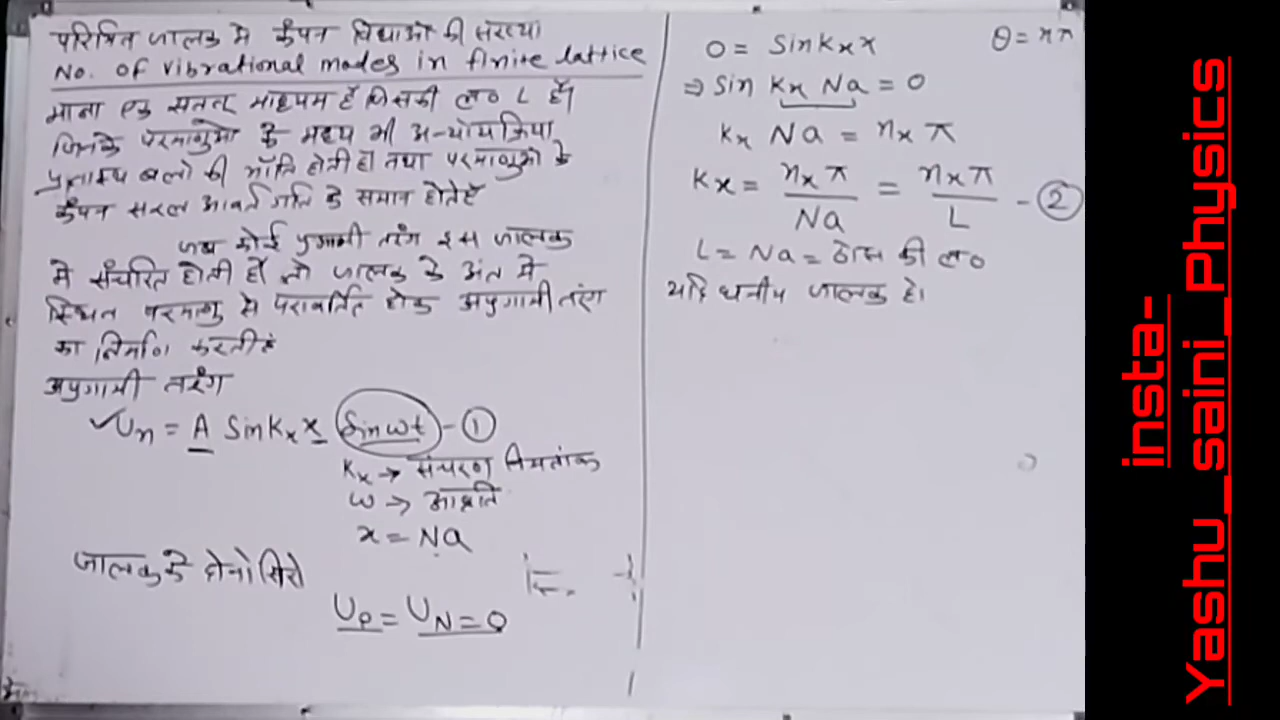 परिमित जालक मे कंपन विधाओ की संख्या
No. of vibrational modes in finite lattice
माना एक सतत् माध्यम है जिसकी ल० L है।
जिनके परमाणुओ के मध्य भी अन्योयक्रिया
प्रत्यास्थ बलो की भाँति होती है। तथा परमाणुओ के
कंपन सरल आवर्त गति के समान होते है
जब कोई प्रगामी तरंग इस जालक
मे संचरित होती है। तो जालक के अंत मे
स्थित परमाणु से परावर्तित होक अप्रगामी तरंग
का निर्माण करती है
अप्रगामी तरंग
Un = A Sin Kx x Sin ωt - ①
Kx → संचरण नियतांक
ω → आवृति
x = Na
जालक के दोनो सिरो
U0 = UN = 0
0 = Sin Kx x
θ = nπ
⇒ Sin Kx Na = 0
Kx Na = nx π
Kx = nx π / Na = nx π / L - ②
L = Na = ठोस की ल०
यदि घनीय जालक है।
insta-
Yashu_saini_Physics